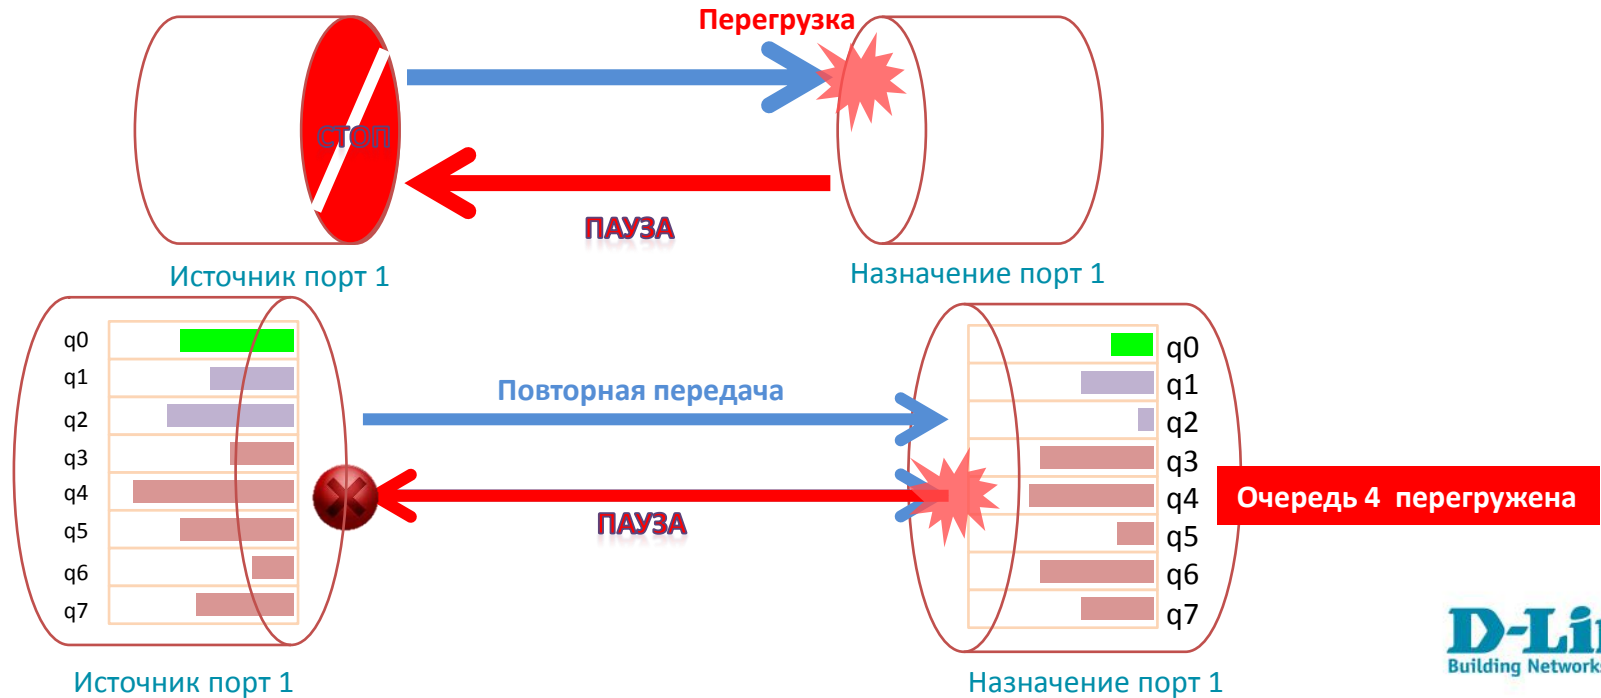 Перегрузка
СТОП
ПАУЗА
Источник порт 1
Назначение порт 1
q0
q1
q2
q3
q4
q5
q6
q7
Повторная передача
ПАУЗА
q0
q1
q2
q3
q4
q5
q6
q7
Очередь 4 перегружена
Источник порт 1
Назначение порт 1
D-Li
Building Networks